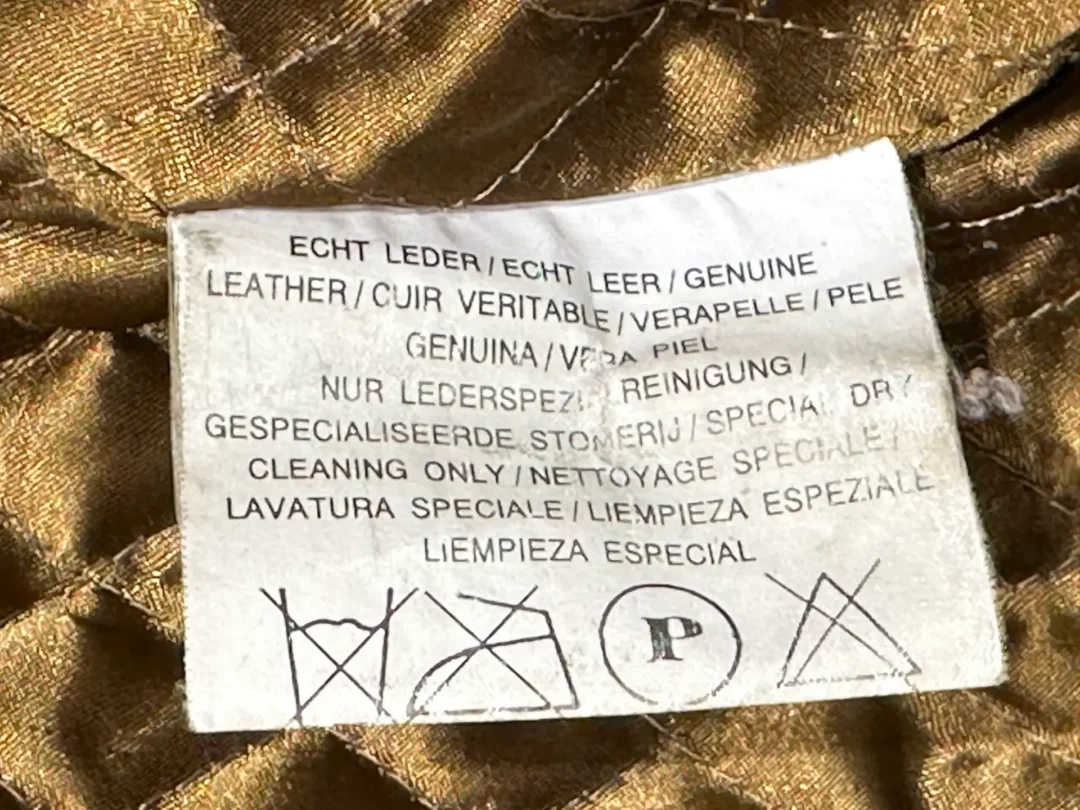 ECHT LEDER / ECHT LEER / GENUINE
LEATHER / CUIR VERITABLE / VERAPELLE / PELE
GENUINA / VERA PIEL
NUR REINIGUNG /
GESPECIALISEERDE STOMERIJ / SPECIAL DRY
CLEANING ONLY / NETTOYAGE SPECIALE /
LAVATURA SPECIALE / LIEMPIEZA ESPEZIALE
LIEMPIEZA ESPECIAL
P